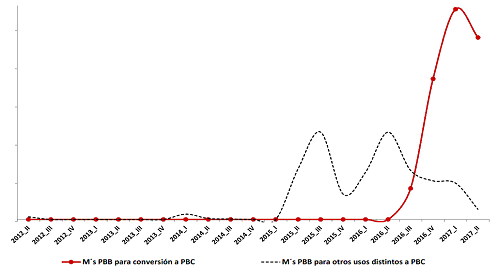 2012_II 2012_III 2012_IV 2013_I 2013_II 2013_III 2013_IV 2014_I 2014_II 2014_III 2014_IV 2015_I 2015_II 2015_III 2015_IV 2016_I 2016_II 2016_III 2016_IV 2017_I 2017_II
M´s PBB para conversión a PBC M´s PBB para otros usos distintos a PBC